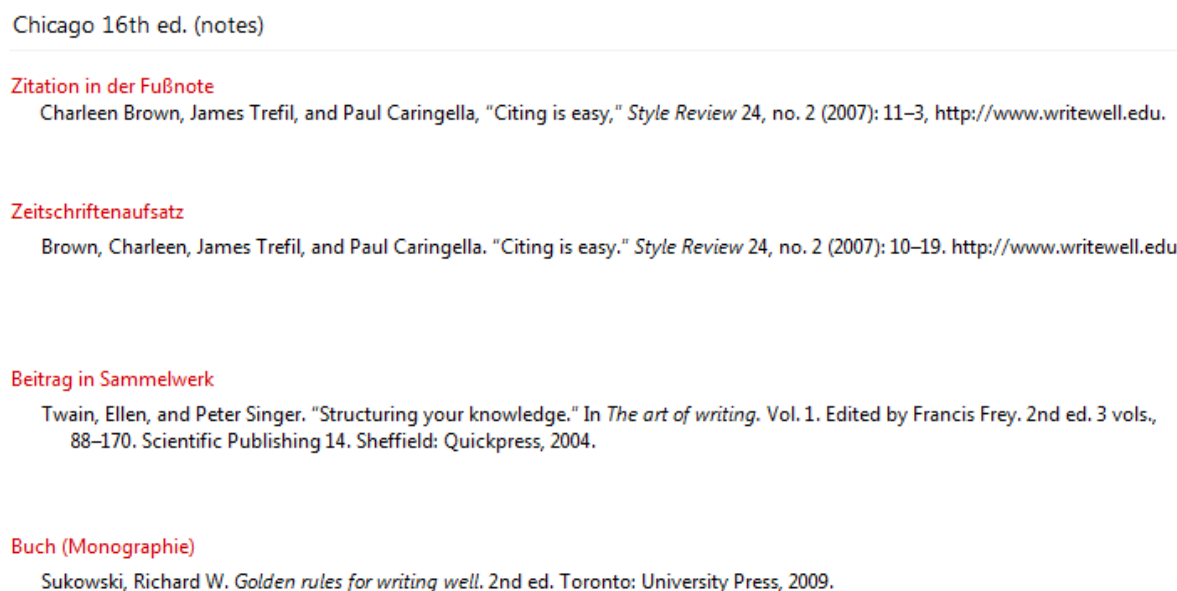 Chicago 16th ed. (notes)
Zitation in der Fußnote
Charleen Brown, James Trefil, and Paul Caringella, “Citing is easy,” Style Review 24, no. 2 (2007): 11–3, http://www.writewell.edu.
Zeitschriftenaufsatz
Brown, Charleen, James Trefil, and Paul Caringella. “Citing is easy.” Style Review 24, no. 2 (2007): 10–19. http://www.writewell.edu
Beitrag in Sammelwerk
Twain, Ellen, and Peter Singer. “Structuring your knowledge.” In The art of writing. Vol. 1. Edited by Francis Frey. 2nd ed. 3 vols.,
88–170. Scientific Publishing 14. Sheffield: Quickpress, 2004.
Buch (Monographie)
Sukowski, Richard W. Golden rules for writing well. 2nd ed. Toronto: University Press, 2009.